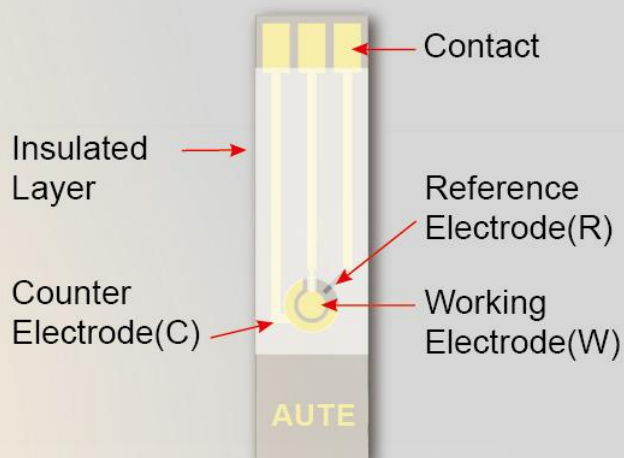 Contact
Insulated
Layer
Reference
Electrode(R)
Counter
Electrode(C)
Working
Electrode(W)
AUTE